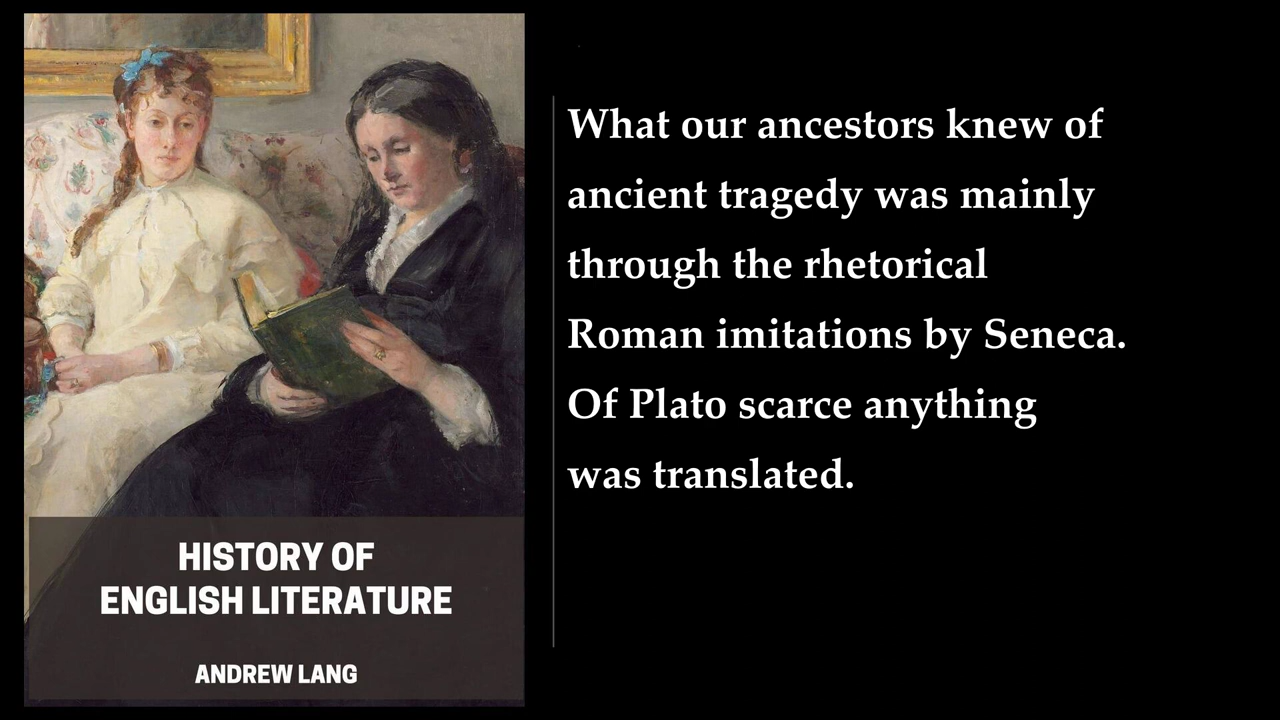 What our ancestors knew of
ancient tragedy was mainly
through the rhetorical
Roman imitations by Seneca.
Of Plato scarce anything
was translated.
HISTORY OF
ENGLISH LITERATURE
ANDREW LANG